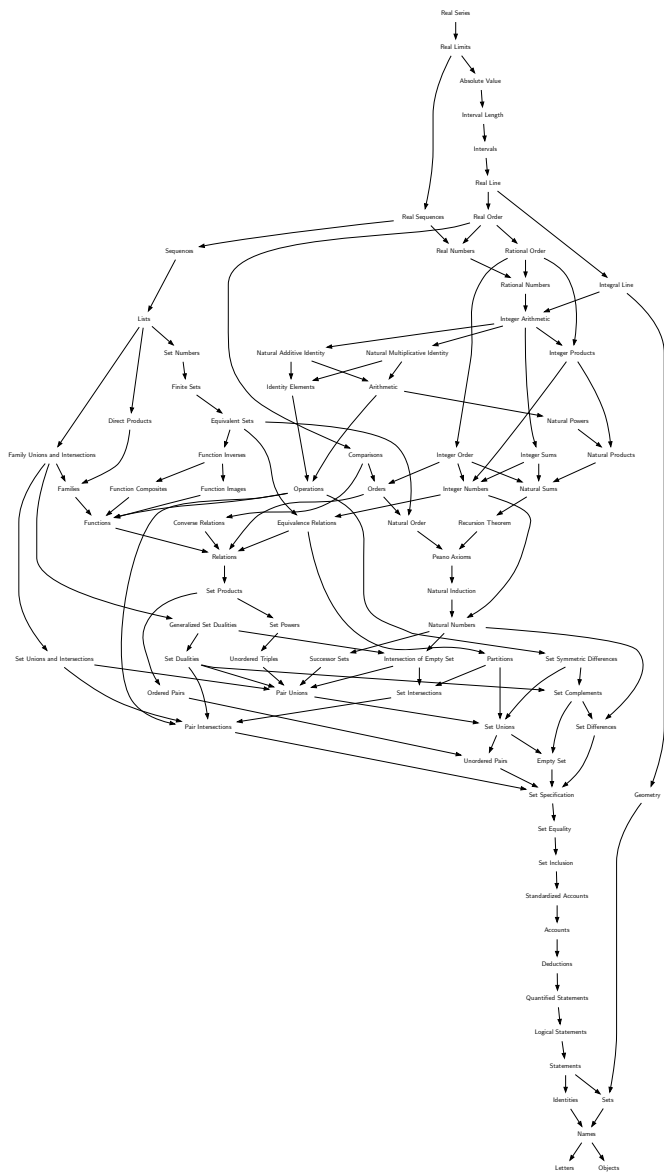 Real Series
Real Limits
Absolute Value
Interval Length
Intervals
Real Line
Real Sequences Real Order
Sequences Real Numbers Rational Order
Rational Numbers Integral Line
Lists Integer Arithmetic
Set Numbers Natural Additive Identity Natural Multiplicative Identity Integer Products
Finite Sets Identity Elements Arithmetic
Direct Products Equivalent Sets Natural Powers
Family Unions and Intersections Function Inverses Comparisons Integer Order Integer Sums Natural Products
Families Function Composites Function Images Operations Orders Integer Numbers Natural Sums
Functions Converse Relations Equivalence Relations Natural Order Recursion Theorem
Relations Peano Axioms
Set Products Natural Induction
Generalized Set Dualities Set Powers Natural Numbers
Set Unions and Intersections Set Dualities Unordered Triples Successor Sets Intersection of Empty Set Partitions Set Symmetric Differences
Ordered Pairs Pair Unions Set Intersections Set Complements
Pair Intersections Set Unions Set Differences
Unordered Pairs Empty Set
Set Specification Geometry
Set Equality
Set Inclusion
Standardized Accounts
Accounts
Deductions
Quantified Statements
Logical Statements
Statements
Identities Sets
Names
Letters Objects